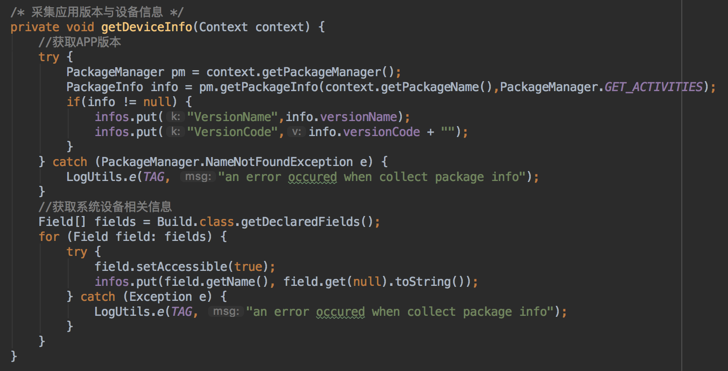 /* 采集应用版本与设备信息 */
private void getDeviceInfo(Context context) {
//获取APP版本
try {
PackageManager pm = context.getPackageManager();
PackageInfo info = pm.getPackageInfo(context.getPackageName(),PackageManager.GET_ACTIVITIES);
if(info != null) {
infos.put( k: "VersionName",info.versionName);
infos.put( k: "VersionCode", v: info.versionCode + "");
}
} catch (PackageManager.NameNotFoundException e) {
LogUtils.e(TAG, msg: "an error occured when collect package info");
}
//获取系统设备相关信息
Field[] fields = Build.class.getDeclaredFields();
for (Field field: fields) {
try {
field.setAccessible(true);
infos.put(field.getName(), field.get(null).toString());
} catch (Exception e) {
LogUtils.e(TAG, msg: "an error occured when collect package info");
}
}
}